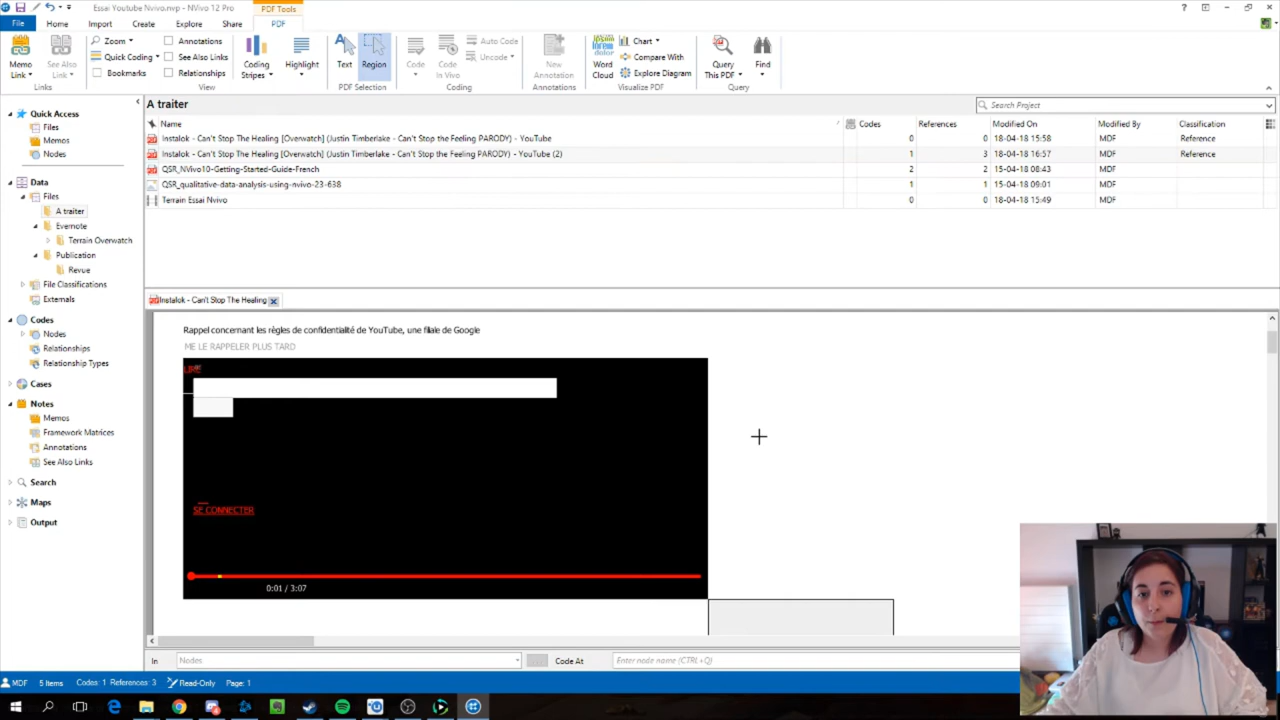 Essai Youtube Nvivo.nvp - NVivo 12 Pro
PDF Tools
File Home Import Create Explore Share PDF
Memo Link
See Also Link
Links
Zoom
Quick Coding
Bookmarks
Annotations
See Also Links
Relationships
View
Coding Stripes
Highlight
Text
Region
PDF Selection
Code
Code In Vivo
Auto Code
Uncode
Coding
New Annotation
Annotations
Word Cloud
Chart
Compare With
Explore Diagram
Visualize PDF
Query This PDF
Find
Query
Quick Access
Files
Memos
Nodes
Data
Files
A traiter
Evernote
Terrain Overwatch
Publication
Revue
File Classifications
Externals
Codes
Nodes
Relationships
Relationship Types
Cases
Notes
Memos
Framework Matrices
Annotations
See Also Links
Search
Maps
Output
A traiter
Search Project
Name Codes References Modified On Modified By Classification
Instalok - Can't Stop The Healing [Overwatch] (Justin Timberlake - Can't Stop the Feeling PARODY) - YouTube 0 0 18-04-18 15:58 MDF Reference
Instalok - Can't Stop The Healing [Overwatch] (Justin Timberlake - Can't Stop the Feeling PARODY) - YouTube (2) 1 3 18-04-18 16:57 MDF Reference
QSR_NVivo10-Getting-Started-Guide-French 2 2 15-04-18 08:43 MDF
QSR_qualitative-data-analysis-using-nvivo-23-638 1 1 15-04-18 09:01 MDF
Terrain Essai Nvivo 0 0 18-04-18 15:49 MDF
Instalok - Can't Stop The Healing
Rappel concernant les règles de confidentialité de YouTube, une filiale de Google
ME LE RAPPELER PLUS TARD
SE CONNECTER
0:01 / 3:07
In Nodes Code At Enter node name (CTRL+Q)
MDF 5 Items Codes: 1 References: 3 Read-Only Page: 1